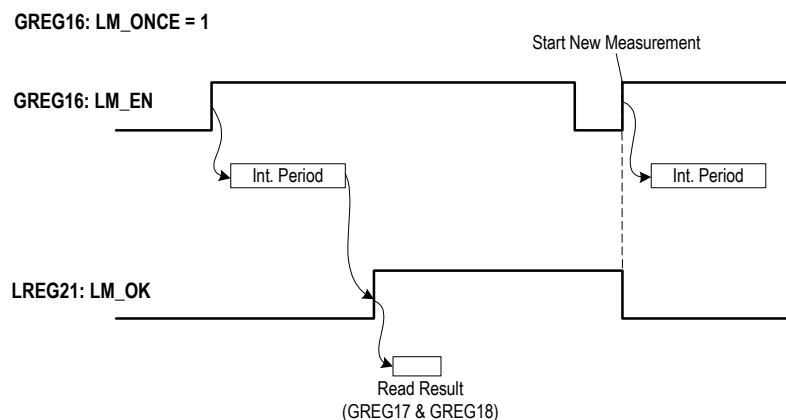 GREG16: LM_ONCE = 1
Start New Measurement
GREG16: LM_EN
Int. Period
Int. Period
LREG21: LM_OK
Read Result
(GREG17 & GREG18)